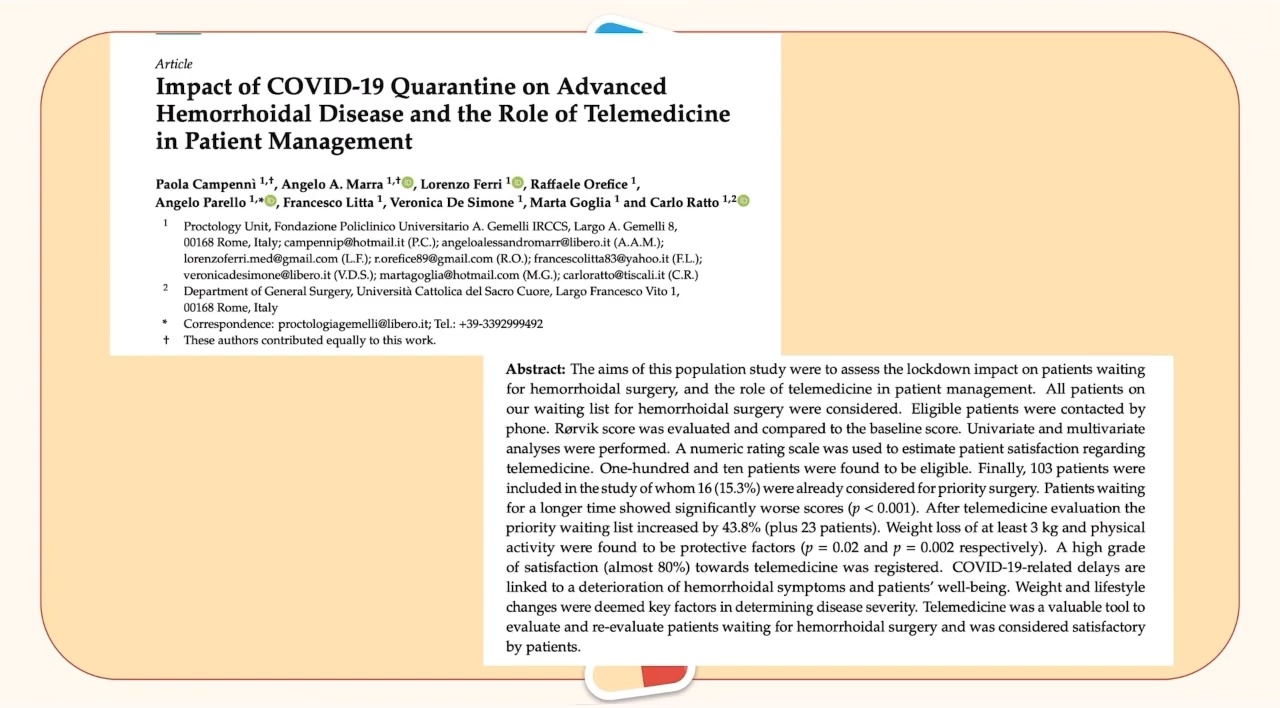 Article
Impact of COVID-19 Quarantine on Advanced
Hemorrhoidal Disease and the Role of Telemedicine
in Patient Management
Paola Campennì 1,†, Angelo A. Marra 1,†, Lorenzo Ferri 1, Raffaele Orefice 1,
Angelo Parello 1,*, Francesco Litta 1, Veronica De Simone 1, Marta Goglia 1 and Carlo Ratto 1,2
1 Proctology Unit, Fondazione Policlinico Universitario A. Gemelli IRCCS, Largo A. Gemelli 8,
00168 Rome, Italy; campennip@hotmail.it (P.C.); angeloalessandromarr@libero.it (A.A.M.);
lorenzoferri.med@gmail.com (L.F.); r.orefice89@gmail.com (R.O.); francescolitta83@yahoo.it (F.L.);
veronicadesimone@libero.it (V.D.S.); martagoglia@hotmail.com (M.G.); carloratto@tiscali.it (C.R.)
2 Department of General Surgery, Università Cattolica del Sacro Cuore, Largo Francesco Vito 1,
00168 Rome, Italy
* Correspondence: proctologiagemelli@libero.it; Tel.: +39-3392999492
† These authors contributed equally to this work.
Abstract: The aims of this population study were to assess the lockdown impact on patients waiting
for hemorrhoidal surgery, and the role of telemedicine in patient management. All patients on
our waiting list for hemorrhoidal surgery were considered. Eligible patients were contacted by
phone. Rørvik score was evaluated and compared to the baseline score. Univariate and multivariate
analyses were performed. A numeric rating scale was used to estimate patient satisfaction regarding
telemedicine. One-hundred and ten patients were found to be eligible. Finally, 103 patients were
included in the study of whom 16 (15.3%) were already considered for priority surgery. Patients waiting
for a longer time showed significantly worse scores (p < 0.001). After telemedicine evaluation the
priority waiting list increased by 43.8% (plus 23 patients). Weight loss of at least 3 kg and physical
activity were found to be protective factors (p = 0.02 and p = 0.002 respectively). A high grade
of satisfaction (almost 80%) towards telemedicine was registered. COVID-19-related delays are
linked to a deterioration of hemorrhoidal symptoms and patients' well-being. Weight and lifestyle
changes were deemed key factors in determining disease severity. Telemedicine was a valuable tool to
evaluate and re-evaluate patients waiting for hemorrhoidal surgery and was considered satisfactory
by patients.